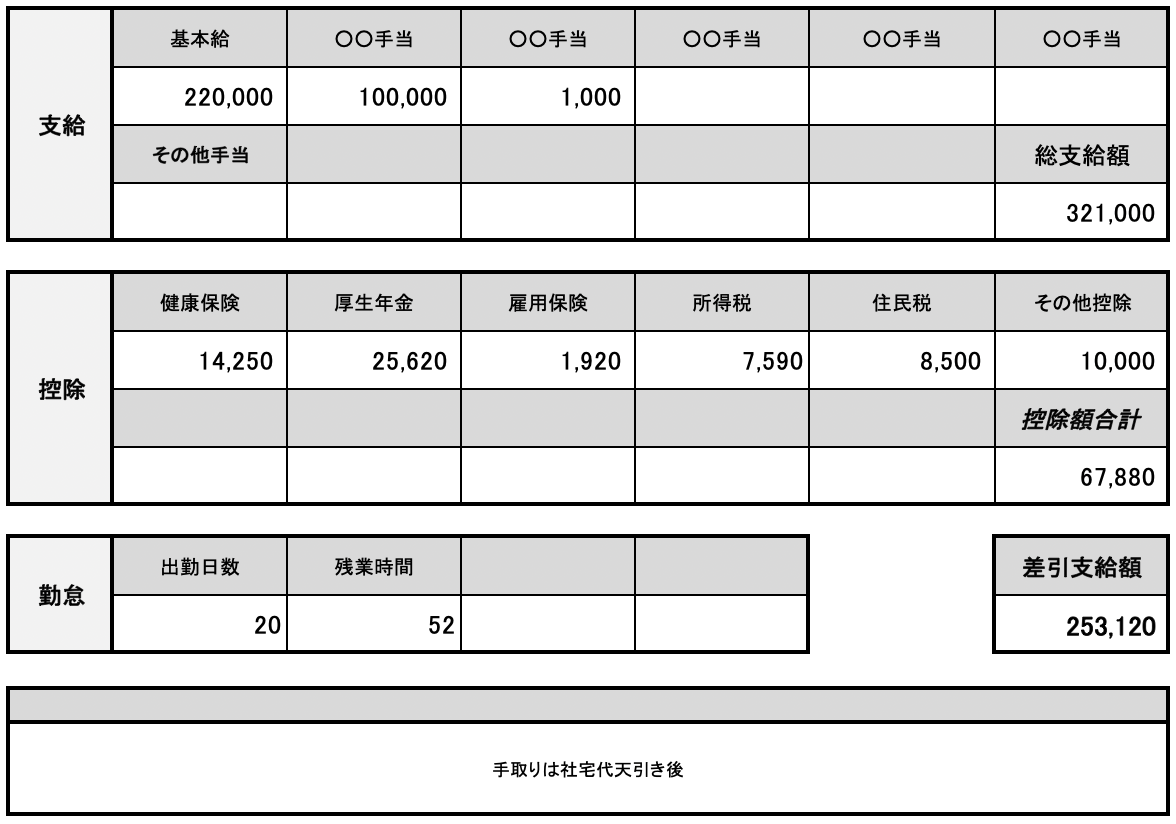 支給
基本給 〇〇手当 〇〇手当 〇〇手当 〇〇手当 〇〇手当
220,000 100,000 1,000
その他手当 総支給額
321,000
控除
健康保険 厚生年金 雇用保険 所得税 住民税 その他控除
14,250 25,620 1,920 7,590 8,500 10,000
控除額合計
67,880
勤怠
出勤日数 残業時間 差引支給額
20 52 253,120
手取りは社宅代天引き後